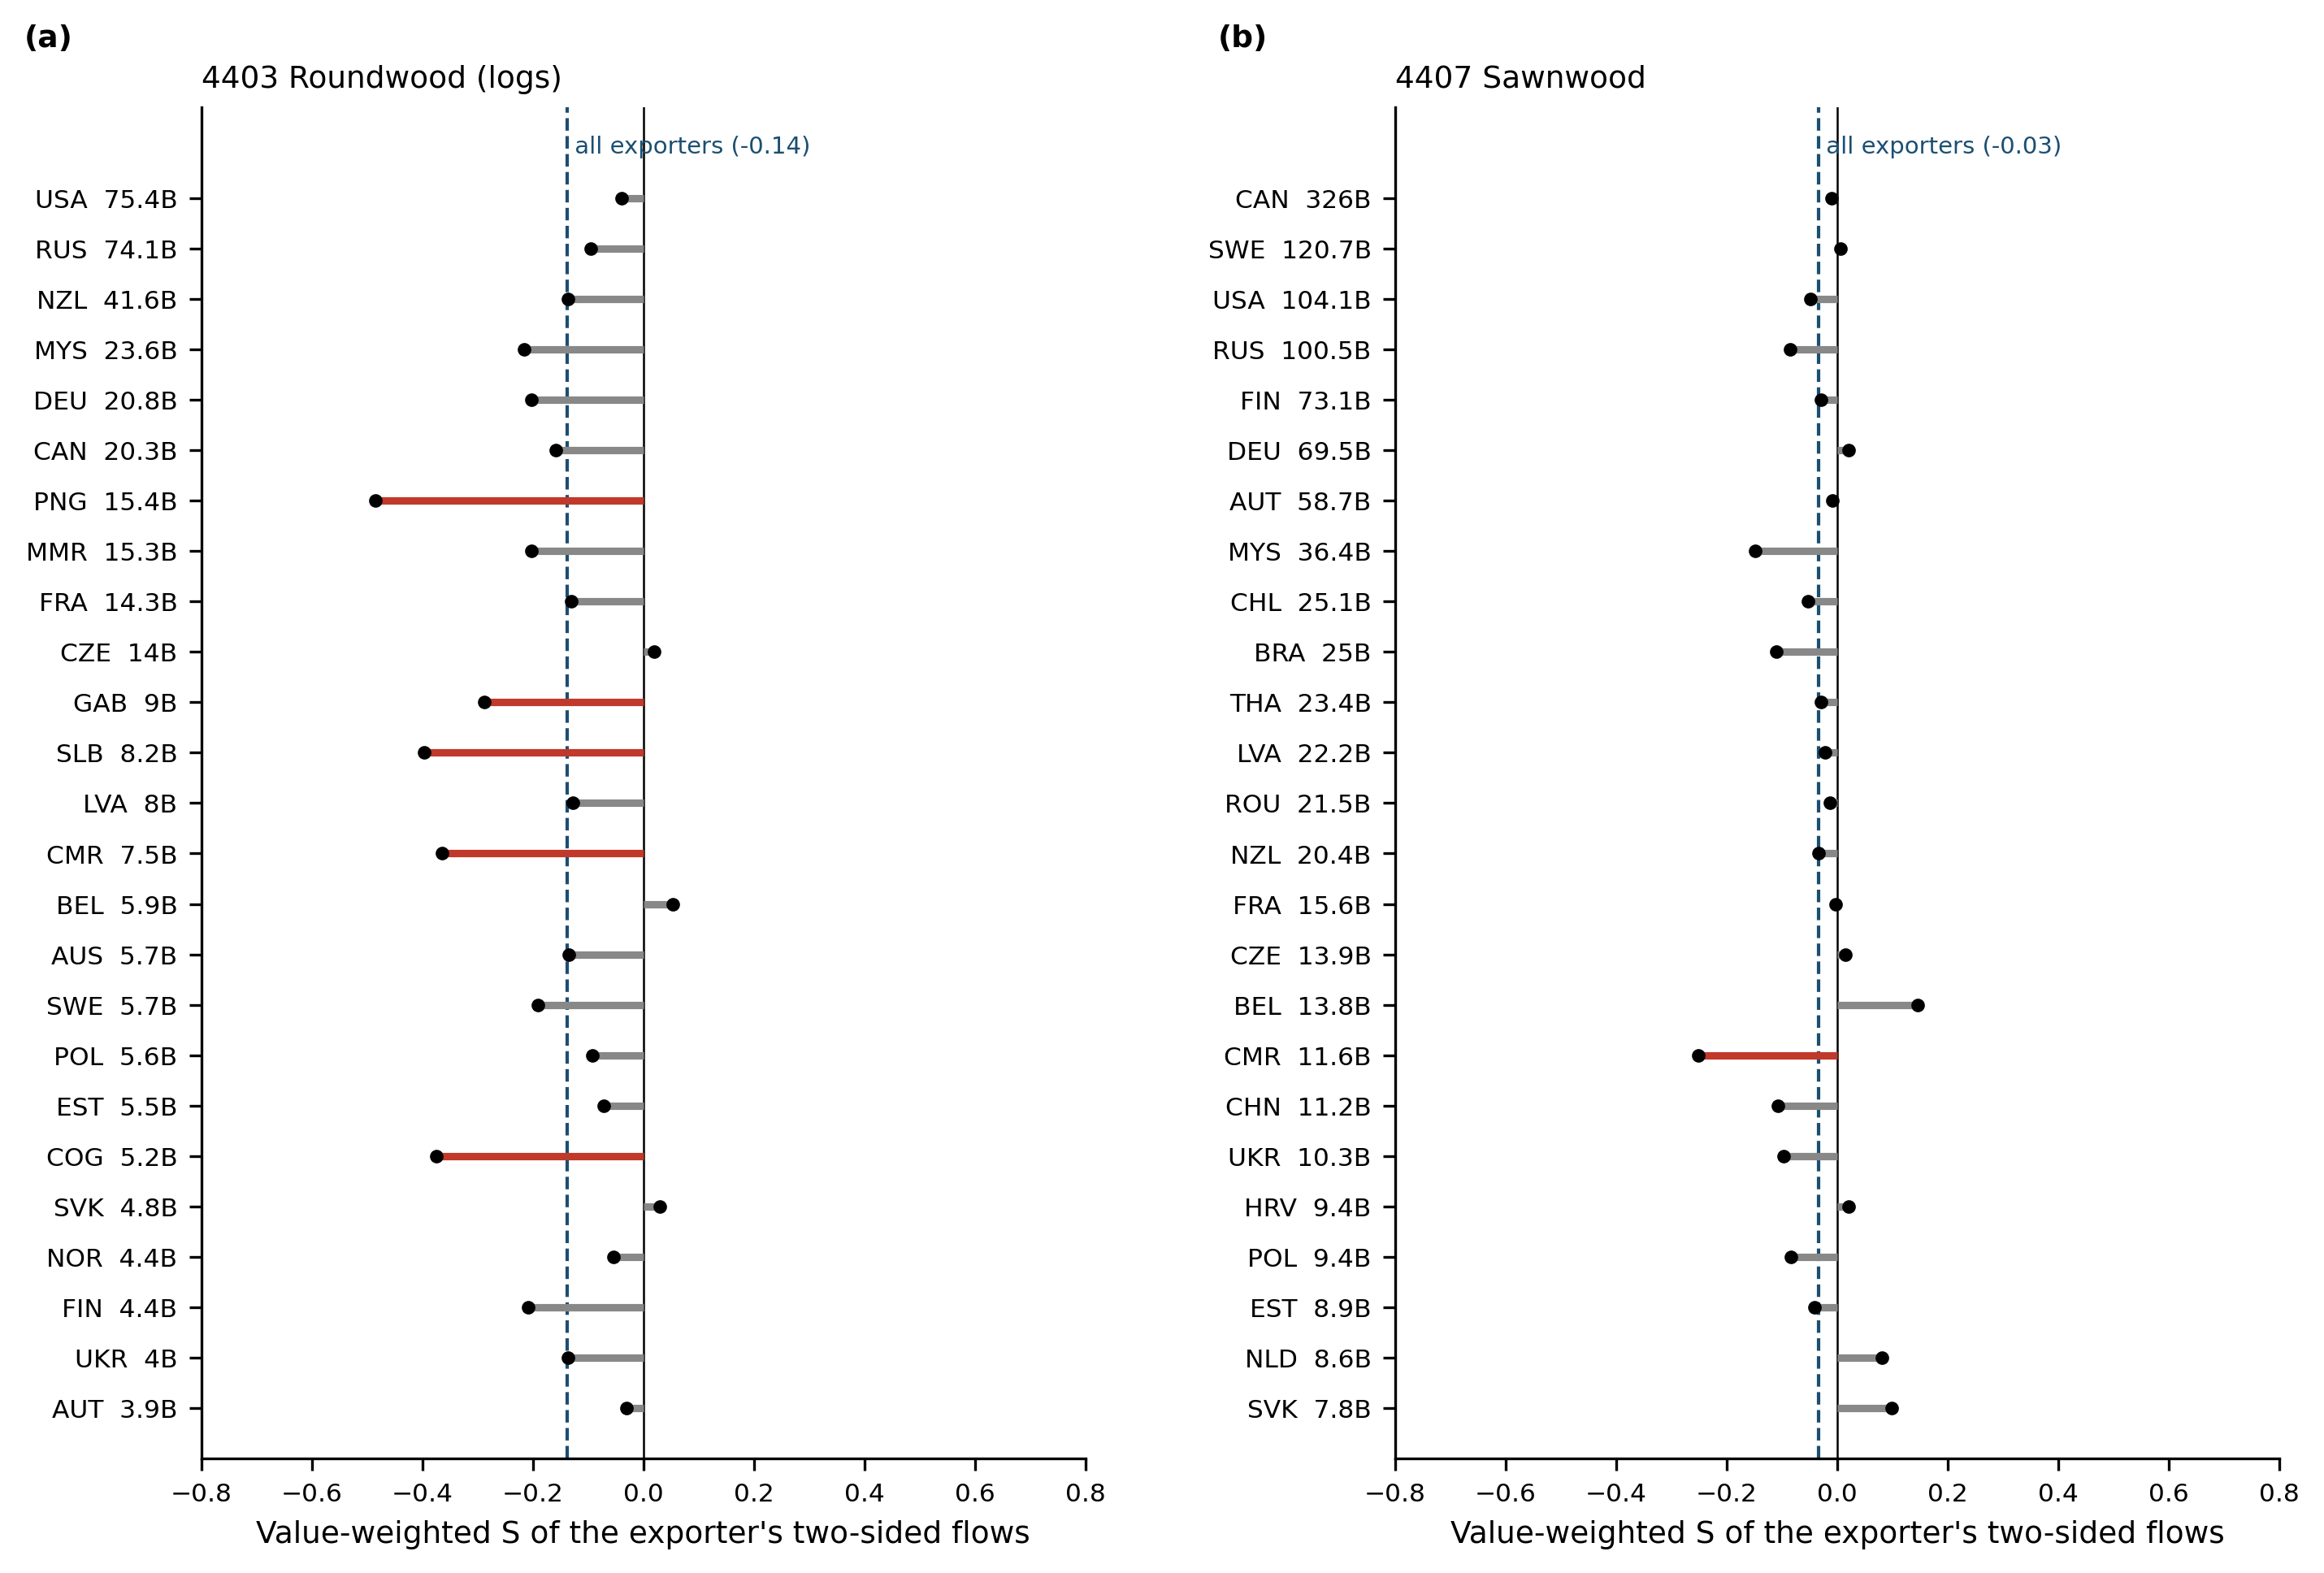 (a)
4403 Roundwood (logs)
all exporters (-0.14)
USA 75.4B
RUS 74.1B
NZL 41.6B
MYS 23.6B
DEU 20.8B
CAN 20.3B
PNG 15.4B
MMR 15.3B
FRA 14.3B
CZE 14B
GAB 9B
SLB 8.2B
LVA 8B
CMR 7.5B
BEL 5.9B
AUS 5.7B
SWE 5.7B
POL 5.6B
EST 5.5B
COG 5.2B
SVK 4.8B
NOR 4.4B
FIN 4.4B
UKR 4B
AUT 3.9B
−0.8 −0.6 −0.4 −0.2 0.0 0.2 0.4 0.6 0.8
Value-weighted S of the exporter's two-sided flows
(b)
4407 Sawnwood
all exporters (-0.03)
CAN 326B
SWE 120.7B
USA 104.1B
RUS 100.5B
FIN 73.1B
DEU 69.5B
AUT 58.7B
MYS 36.4B
CHL 25.1B
BRA 25B
THA 23.4B
LVA 22.2B
ROU 21.5B
NZL 20.4B
FRA 15.6B
CZE 13.9B
BEL 13.8B
CMR 11.6B
CHN 11.2B
UKR 10.3B
HRV 9.4B
POL 9.4B
EST 8.9B
NLD 8.6B
SVK 7.8B
−0.8 −0.6 −0.4 −0.2 0.0 0.2 0.4 0.6 0.8
Value-weighted S of the exporter's two-sided flows